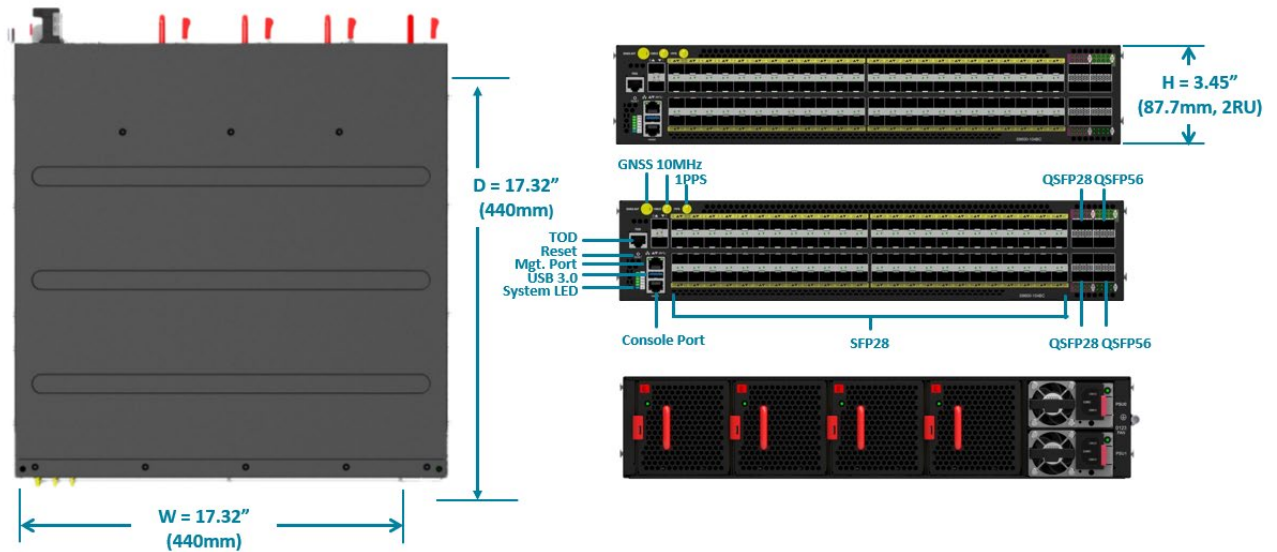 H = 3.45”
(87.7mm, 2RU)
GNSS 10MHz
1PPS
QSFP28 QSFP56
D = 17.32”
(440mm)
TOD
Reset
Mgt. Port
USB 3.0
System LED
Console Port
SFP28
QSFP28 QSFP56
W = 17.32”
(440mm)